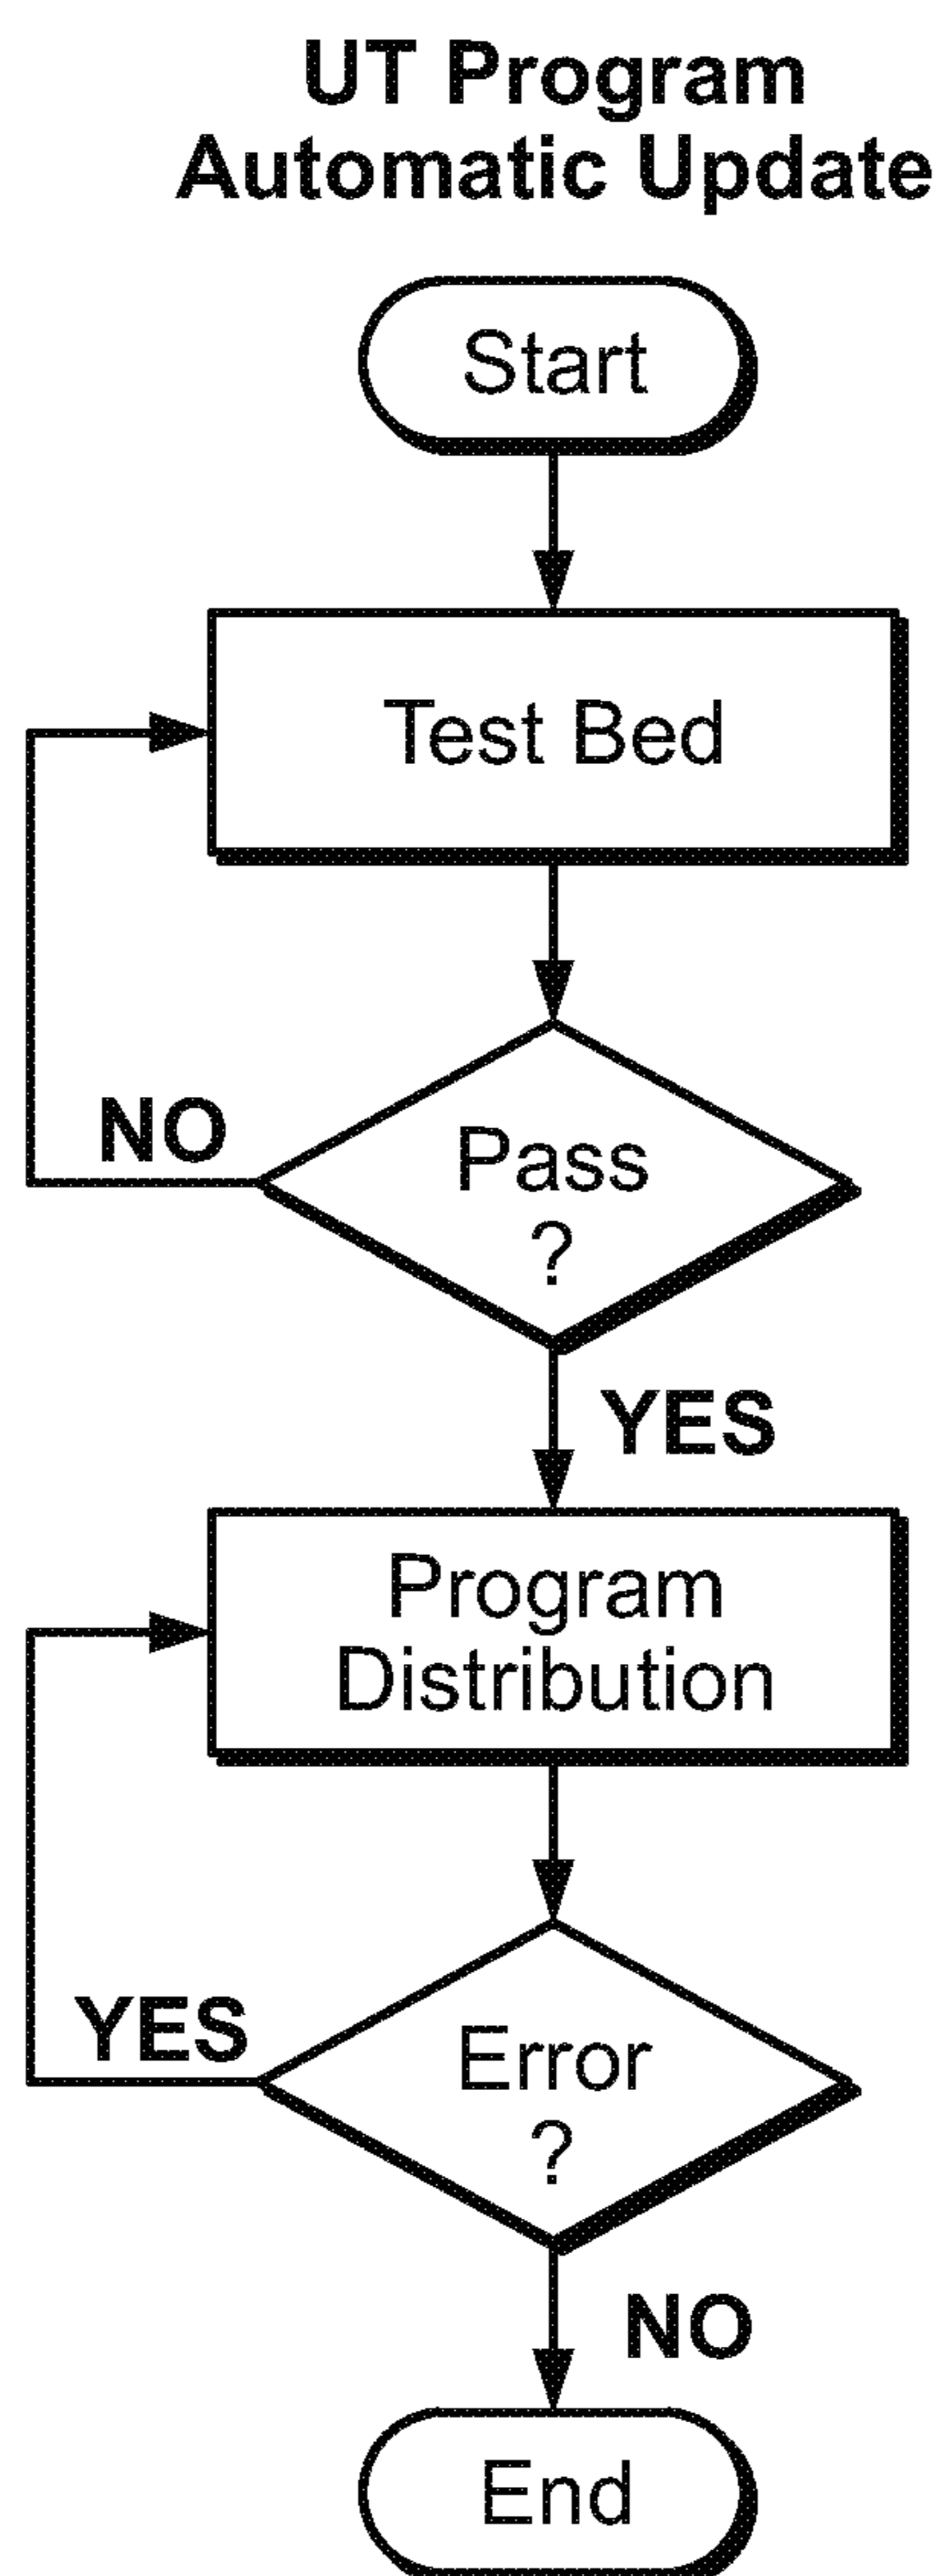 UT Program
Automatic Update
Start
Test Bed
NO
Pass
?
YES
Program
Distribution
YES
Error
?
NO
End